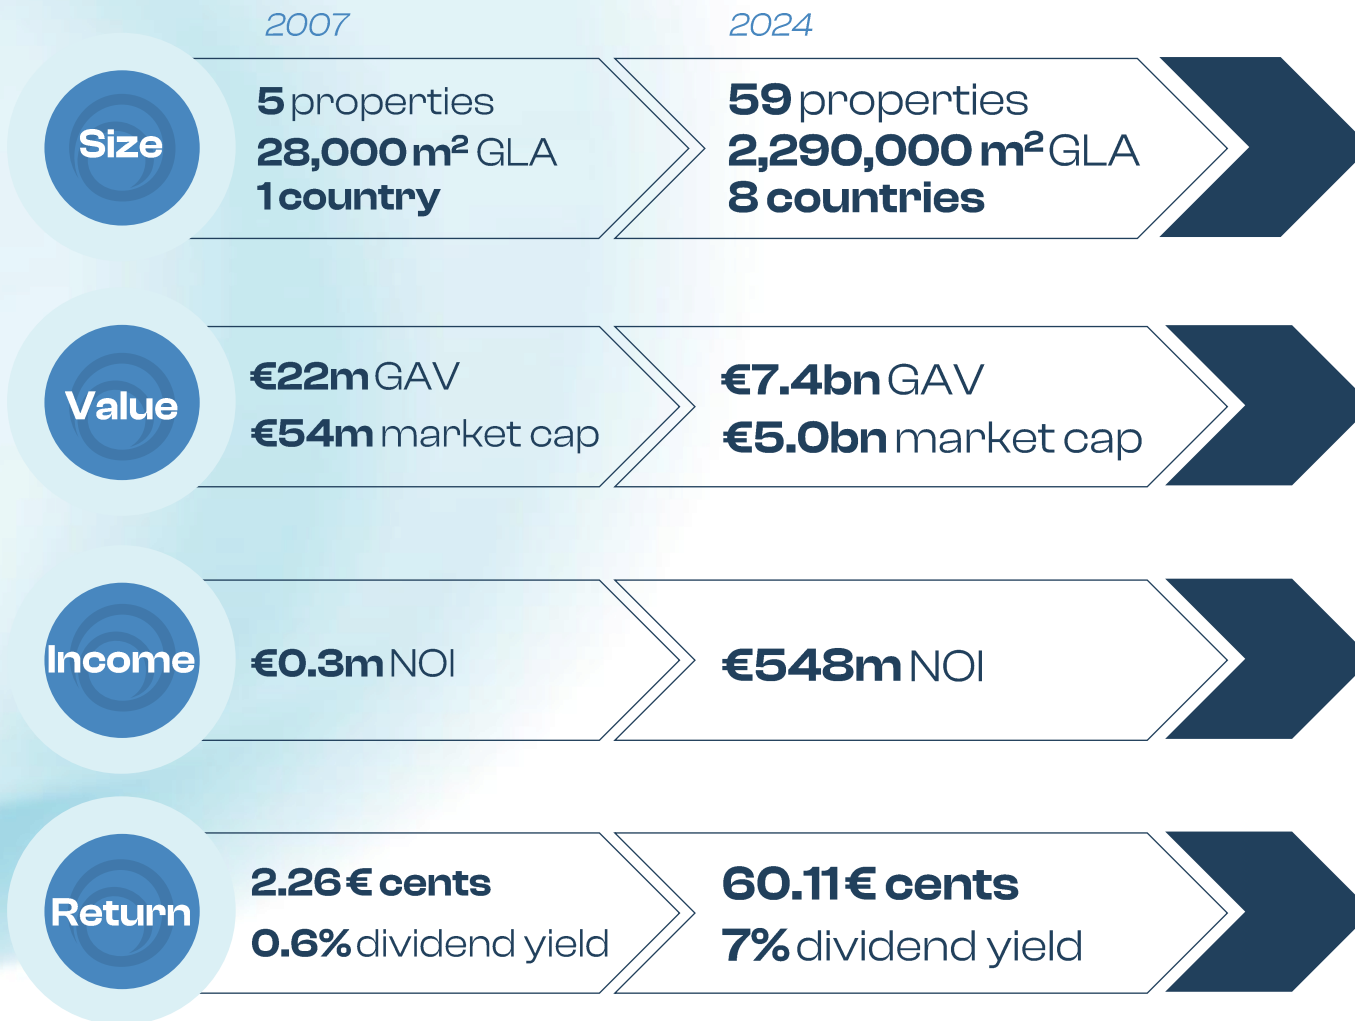 2007
2024
Size
5 properties
28,000 m² GLA
1 country
59 properties
2,290,000 m² GLA
8 countries
Value
€22m GAV
€54m market cap
€7.4bn GAV
€5.0bn market cap
Income
€0.3m NOI
€548m NOI
Return
2.26 € cents
0.6% dividend yield
60.11 € cents
7% dividend yield